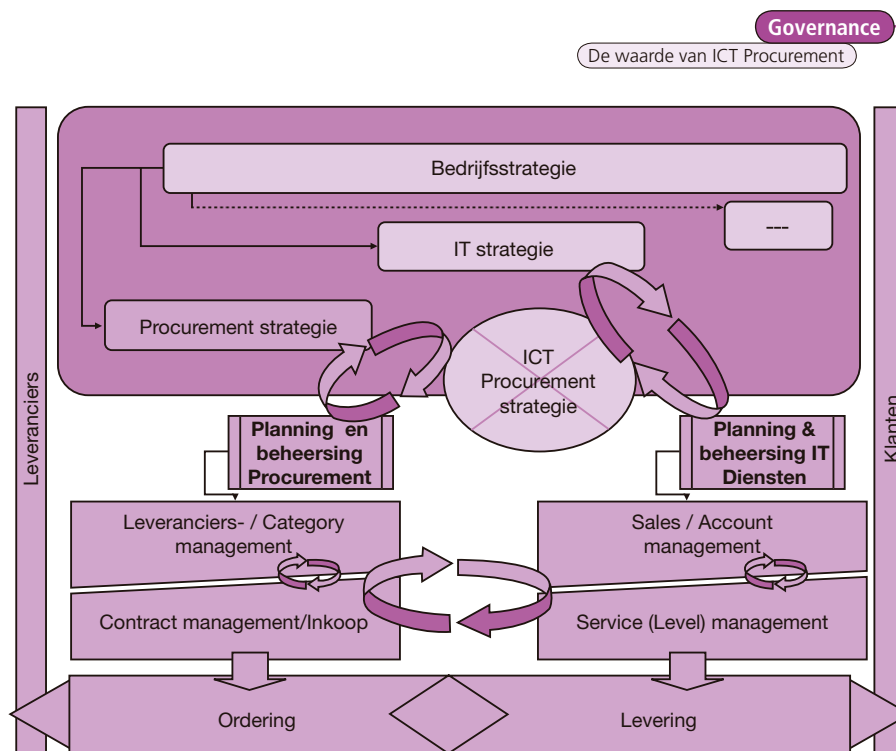 Governance
De waarde van ICT Procurement
Leveranciers
Klanten
Bedrijfsstrategie
---
IT strategie
Procurement strategie
ICT
Procurement
strategie
Planning en
beheersing
Procurement
Planning &
beheersing IT
Diensten
Leveranciers- / Category
management
Sales / Account
management
Contract management/Inkoop
Service (Level) management
Ordering
Levering